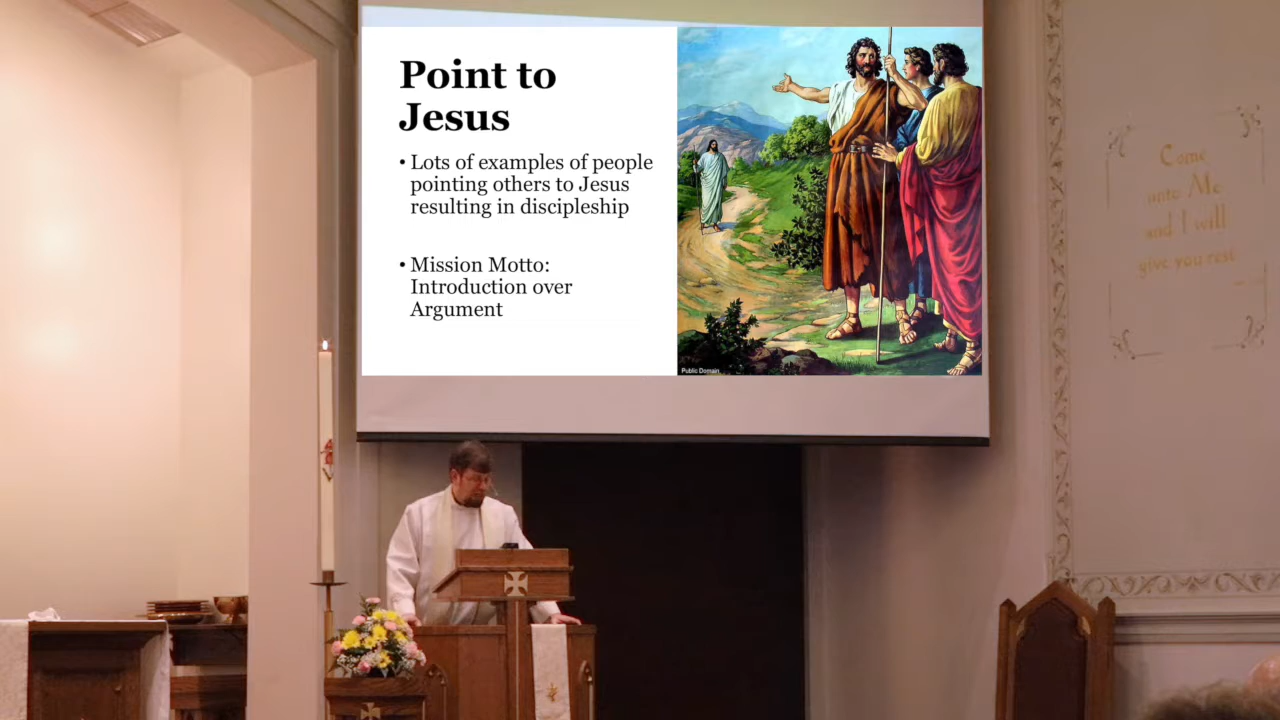 Point to
Jesus
• Lots of examples of people
pointing others to Jesus
resulting in discipleship
• Mission Motto:
Introduction over
Argument
Public Domain
Come
unto Me
and I will
give you rest